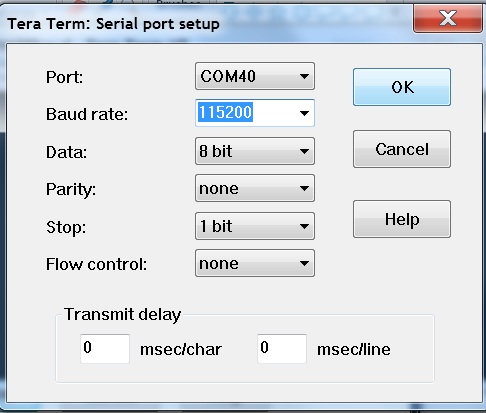 Tera Term: Serial port setup
Port: COM40 OK
Baud rate: 115200
Data: 8 bit Cancel
Parity: none
Stop: 1 bit Help
Flow control: none
Transmit delay
0 msec/char 0 msec/line